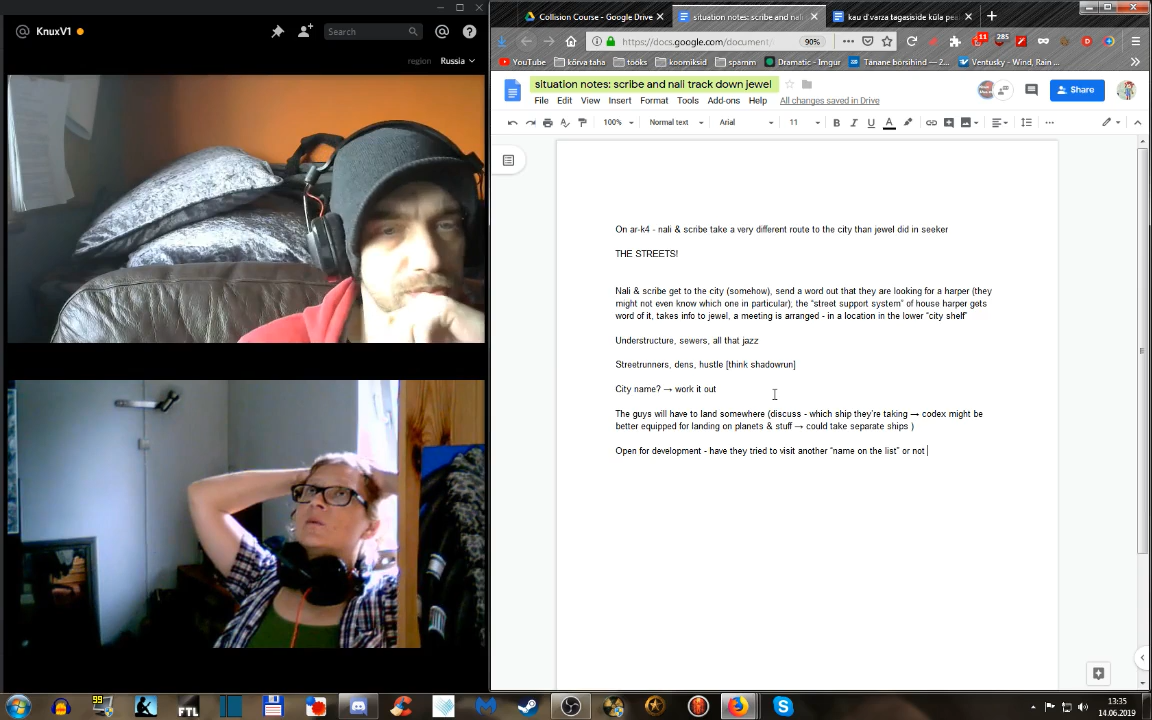 KnuxV1
Search
region
Russia
Collision Course - Google Drive
situation notes: scribe and nali
kau d'varza tagasiside küla pea
https://docs.google.com/document/
90%
11
285
YouTube
kõrva taha
tööks
koomiksid
spämm
Dramatic - Imgur
Tänane börsihind — 2...
Ventusky - Wind, Rain ...
situation notes: scribe and nali track down jewel
File Edit View Insert Format Tools Add-ons Help All changes saved in Drive
Share
100% Normal text Arial 11 B I U A
On ar-k4 - nali & scribe take a very different route to the city than jewel did in seeker
THE STREETS!
Nali & scribe get to the city (somehow), send a word out that they are looking for a harper (they
might not even know which one in particular); the “street support system” of house harper gets
word of it, takes info to jewel, a meeting is arranged - in a location in the lower “city shelf”
Understructure, sewers, all that jazz
Streetrunners, dens, hustle [think shadowrun]
City name? → work it out
The guys will have to land somewhere (discuss - which ship they’re taking → codex might be
better equipped for landing on planets & stuff → could take separate ships )
Open for development - have they tried to visit another “name on the list” or not
99
FTL
13:35
14.06.2019